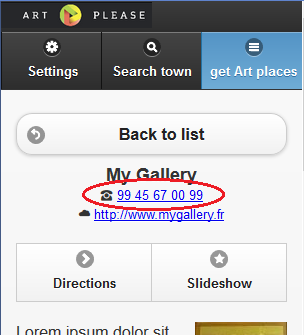 ART PLEASE
Settings Search town get Art places
Back to list
My Gallery
99 45 67 00 99
http://www.mygallery.fr
Directions Slideshow
Lorem ipsum dolor sit